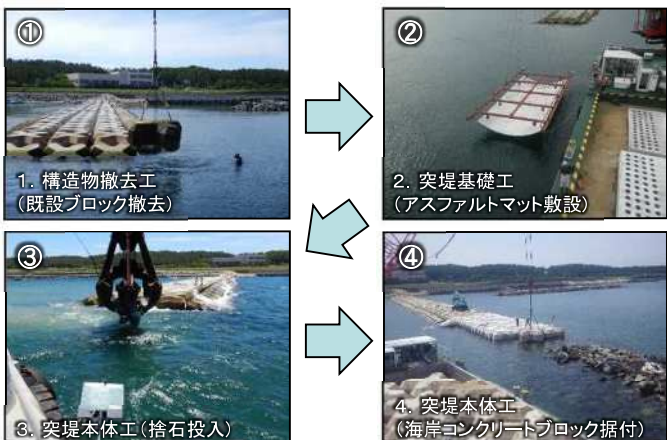 ①
1. 構造物撤去工
(既設ブロック撤去)
②
2. 突堤基礎工
(アスファルトマット敷設)
③
3. 突堤本体工(捨石投入)
④
4. 突堤本体工
(海岸コンクリートブロック据付)